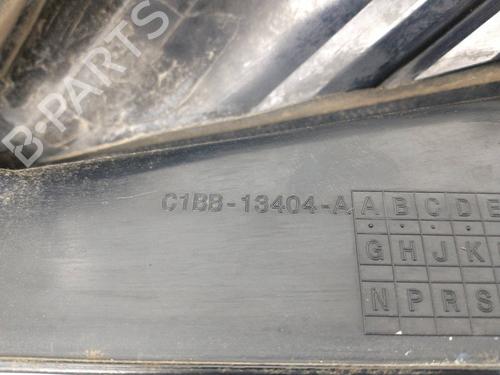 B-PARTS
C1BB-13404-A
A B C D E
G H J K
N P R S